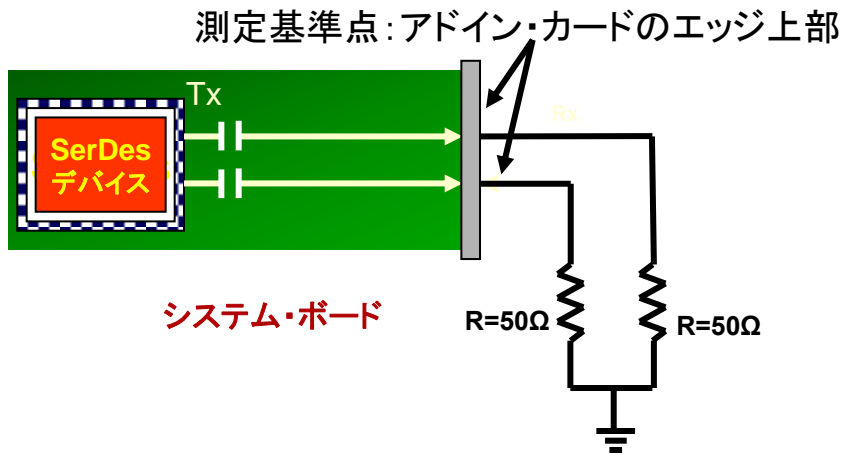 測定基準点:アドイン・カードのエッジ上部
Tx
Rx
SerDes
デバイス
システム・ボード
R=50Ω
R=50Ω